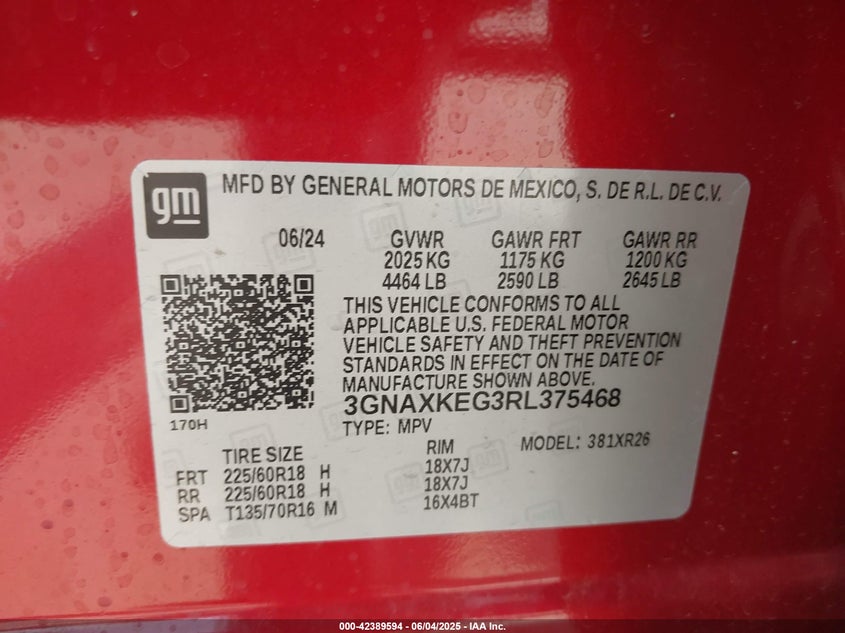 gm
MFD BY GENERAL MOTORS DE MEXICO, S. DE R.L. DE C.V.
06/24 GVWR GAWR FRT GAWR RR
2025 KG 1175 KG 1200 KG
4464 LB 2590 LB 2645 LB
THIS VEHICLE CONFORMS TO ALL
APPLICABLE U.S. FEDERAL MOTOR
VEHICLE SAFETY AND THEFT PREVENTION
STANDARDS IN EFFECT ON THE DATE OF
MANUFACTURE SHOWN ABOVE.
3GNAXKEG3RL375468
170H
TYPE: MPV MODEL: 381XR26
TIRE SIZE RIM
FRT 225/60R18 H 18X7J
RR 225/60R18 H 18X7J
SPA T135/70R16 M 16X4BT
000-42389594 - 06/04/2025 - IAA Inc.